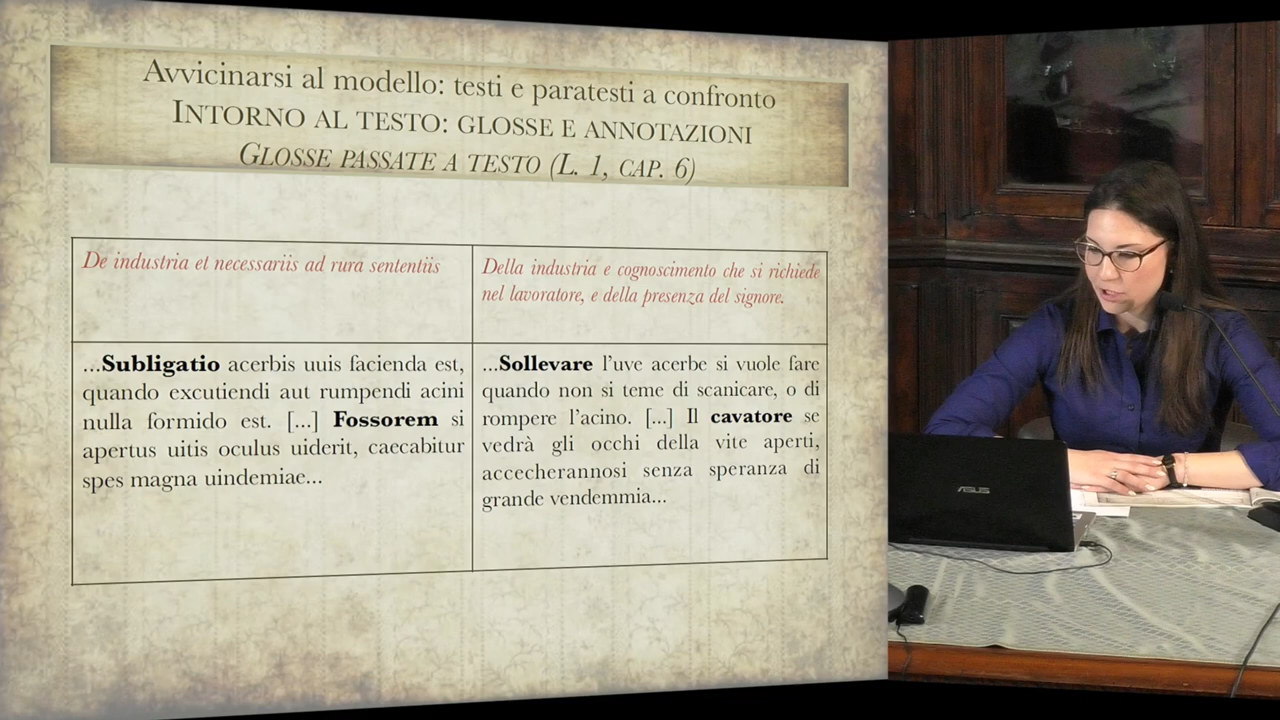 Avvicinarsi al modello: testi e paratesti a confronto
INTORNO AL TESTO: GLOSSE E ANNOTAZIONI
GLOSSE PASSATE A TESTO (L. 1, CAP. 6)
De industria et necessariis ad rura sententiis
Della industria e cognoscimento che si richiede
nel lavoratore, e della presenza del signore.
...Subligatio acerbis uuis facienda est,
quando excutiendi aut rumpendi acini
nulla formido est. [...] Fossorem si
apertus uitis oculus uiderit, caecabitur
spes magna uindemiae...
...Sollevare l'uve acerbe si vuole fare
quando non si teme di scanicare, o di
rompere l'acino. [...] Il cavatore se
vedrà gli occhi della vite aperti,
accecherannosi senza speranza di
grande vendemmia...
ASUS